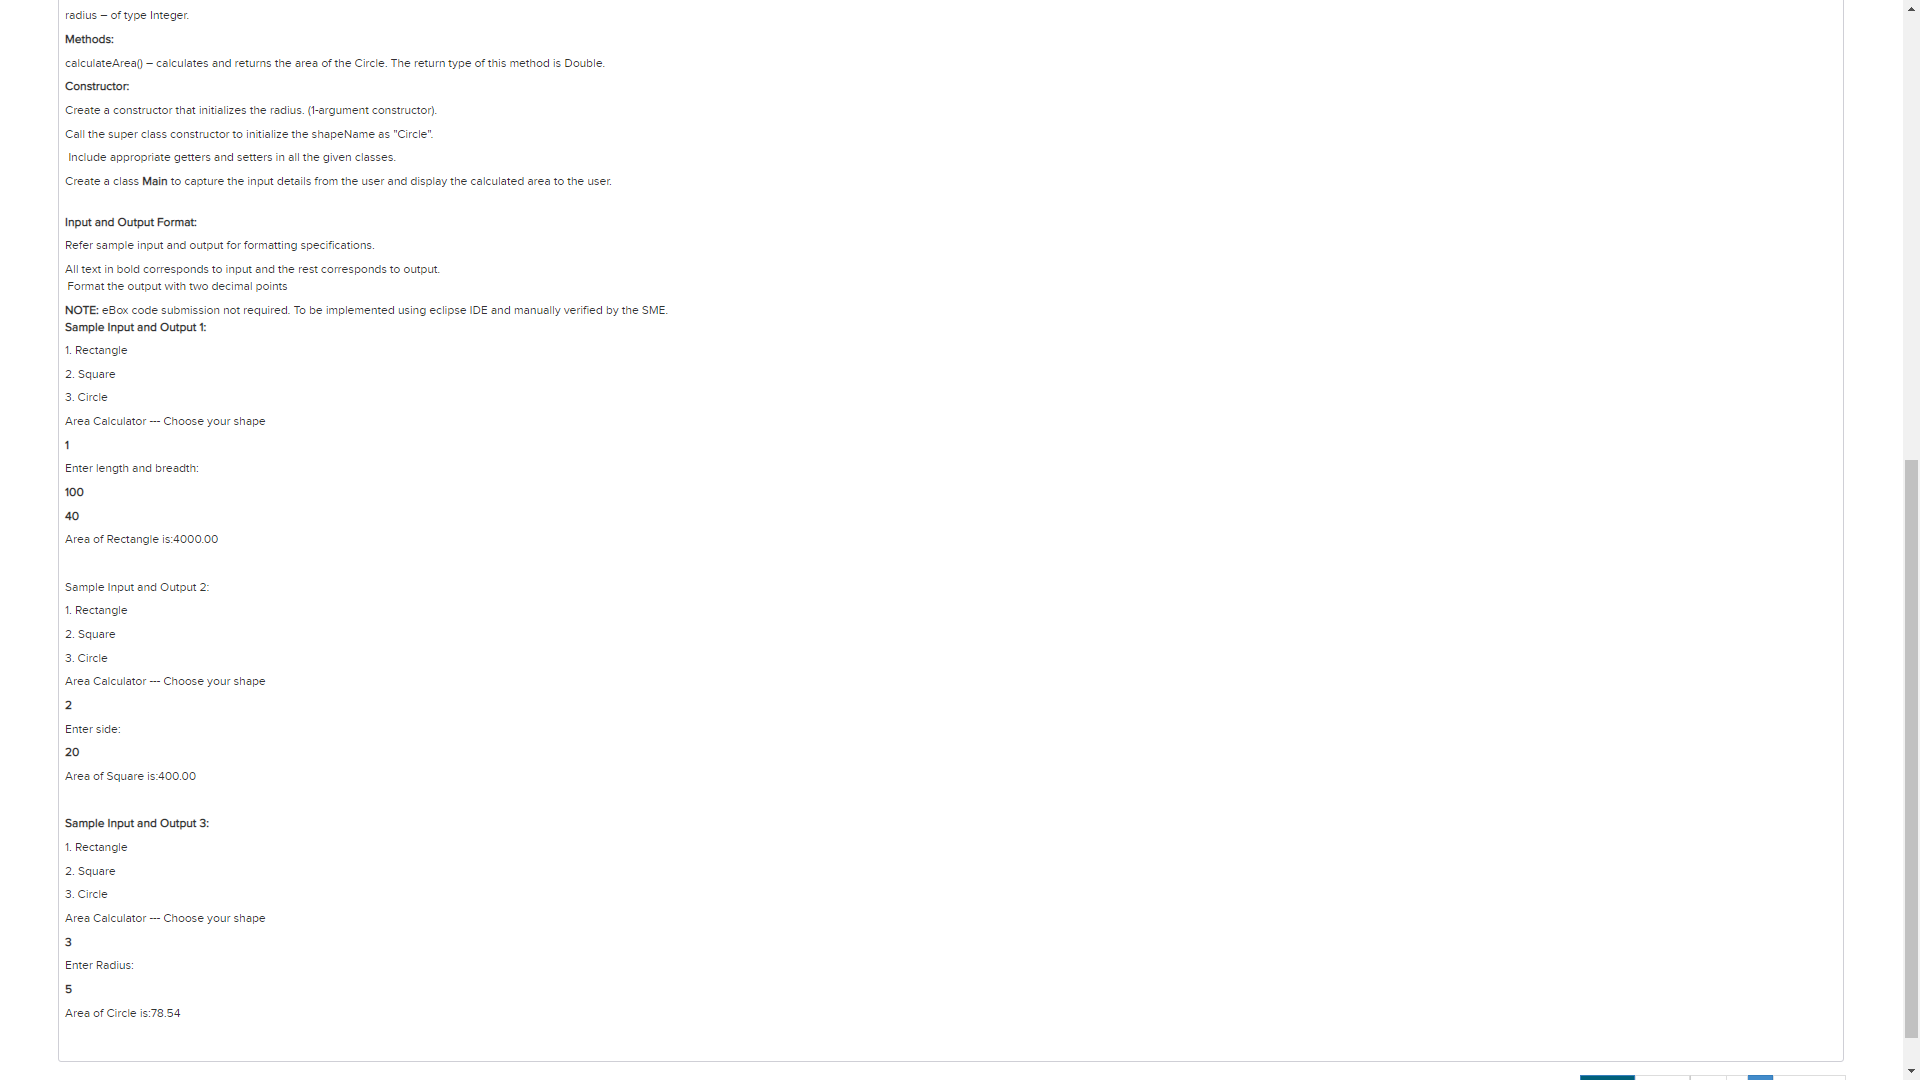 radius – of type Integer.
Methods:
calculateArea() – calculates and returns the area of the Circle. The return type of this method is Double.
Constructor:
Create a constructor that initializes the radius. (1-argument constructor).
Call the super class constructor to initialize the shapeName as "Circle".
Include appropriate getters and setters in all the given classes.
Create a class Main to capture the input details from the user and display the calculated area to the user.
Input and Output Format:
Refer sample input and output for formatting specifications.
All text in bold corresponds to input and the rest corresponds to output.
Format the output with two decimal points
NOTE: eBox code submission not required. To be implemented using eclipse IDE and manually verified by the SME.
Sample Input and Output 1:
1. Rectangle
2. Square
3. Circle
Area Calculator --- Choose your shape
1
Enter length and breadth:
100
40
Area of Rectangle is:4000.00
Sample Input and Output 2:
1. Rectangle
2. Square
3. Circle
Area Calculator --- Choose your shape
2
Enter side:
20
Area of Square is:400.00
Sample Input and Output 3:
1. Rectangle
2. Square
3. Circle
Area Calculator --- Choose your shape
3
Enter Radius:
5
Area of Circle is:78.54